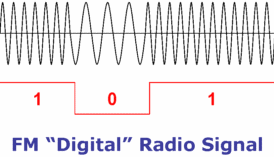 1 0 1
FM “Digital” Radio Signal